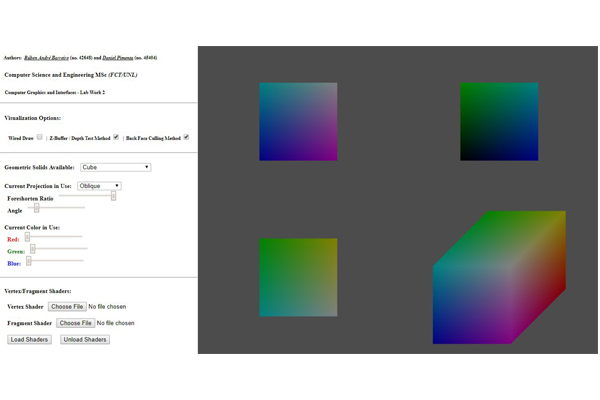 Authors: Rúben André Barreiro (no. 42648) and Daniel Pimenta (no. 45404)
Computer Science and Engineering MSc (FCT/UNL)
Computer Graphics and Interfaces - Lab Work 2
Visualization Options:
Wired Draw | Z-Buffer / Depth Test Method | Back Face Culling Method
Geometric Solids Available: Cube
Current Projection in Use: Oblique
Foreshorten Ratio
Angle
Current Color in Use:
Red:
Green:
Blue:
Vertex/Fragment Shaders:
Vertex Shader Choose File No file chosen
Fragment Shader Choose File No file chosen
Load Shaders Unload Shaders